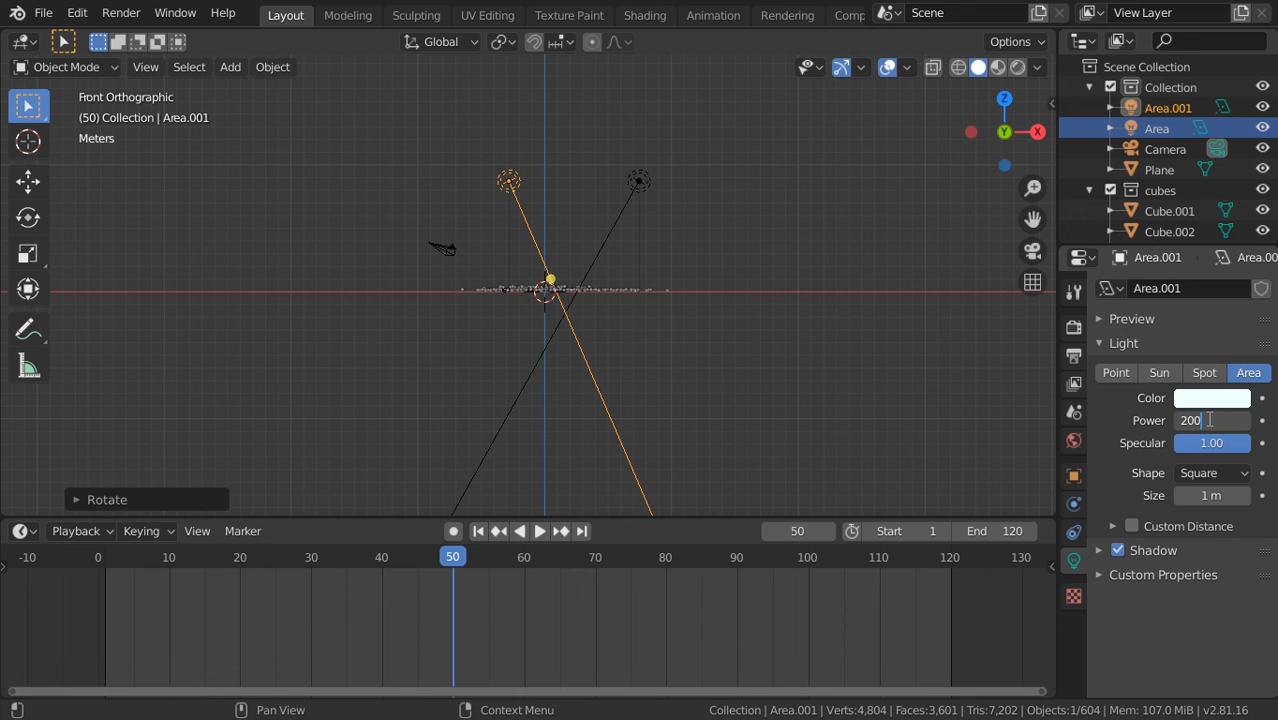 File Edit Render Window Help Layout Modeling Sculpting UV Editing Texture Paint Shading Animation Rendering Comp Scene View Layer
Global Options
Object Mode View Select Add Object
Front Orthographic
(50) Collection | Area.001
Meters
Z
Y
X
Rotate
Scene Collection
Collection
Area.001
Area
Camera
Plane
cubes
Cube.001
Cube.002
Area.001 Area.00
Area.001
Preview
Light
Point Sun Spot Area
Color
Power 200
Specular 1.00
Shape Square
Size 1 m
Custom Distance
Shadow
Custom Properties
Playback Keying View Marker 50 Start 1 End 120
-10 0 10 20 30 40 50 60 70 80 90 100 110 120 130
Pan View Context Menu Collection | Area.001 | Verts:4,804 | Faces:3,601 | Tris:7,202 | Objects:1/604 | Mem: 107.0 MiB | v2.81.16